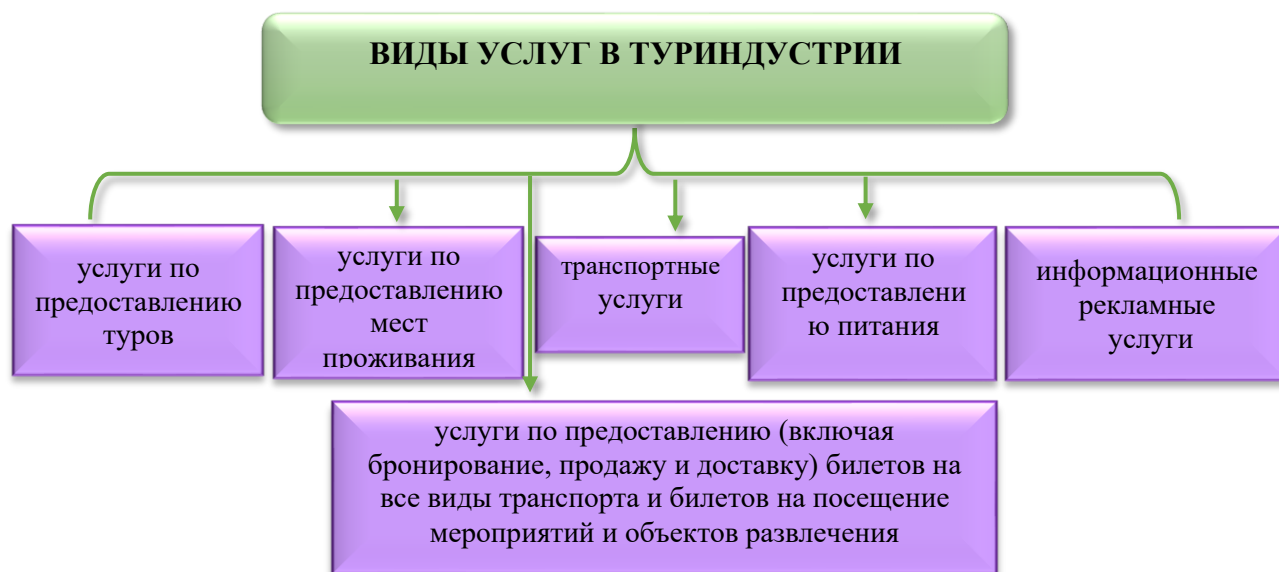 ВИДЫ УСЛУГ В ТУРИНДУСТРИИ
услуги по
предоставлению
туров
услуги по
предоставлению
мест
проживания
транспортные
услуги
услуги по
предоставлени
ю питания
информационные
рекламные
услуги
услуги по предоставлению (включая
бронирование, продажу и доставку) билетов на
все виды транспорта и билетов на посещение
мероприятий и объектов развлечения